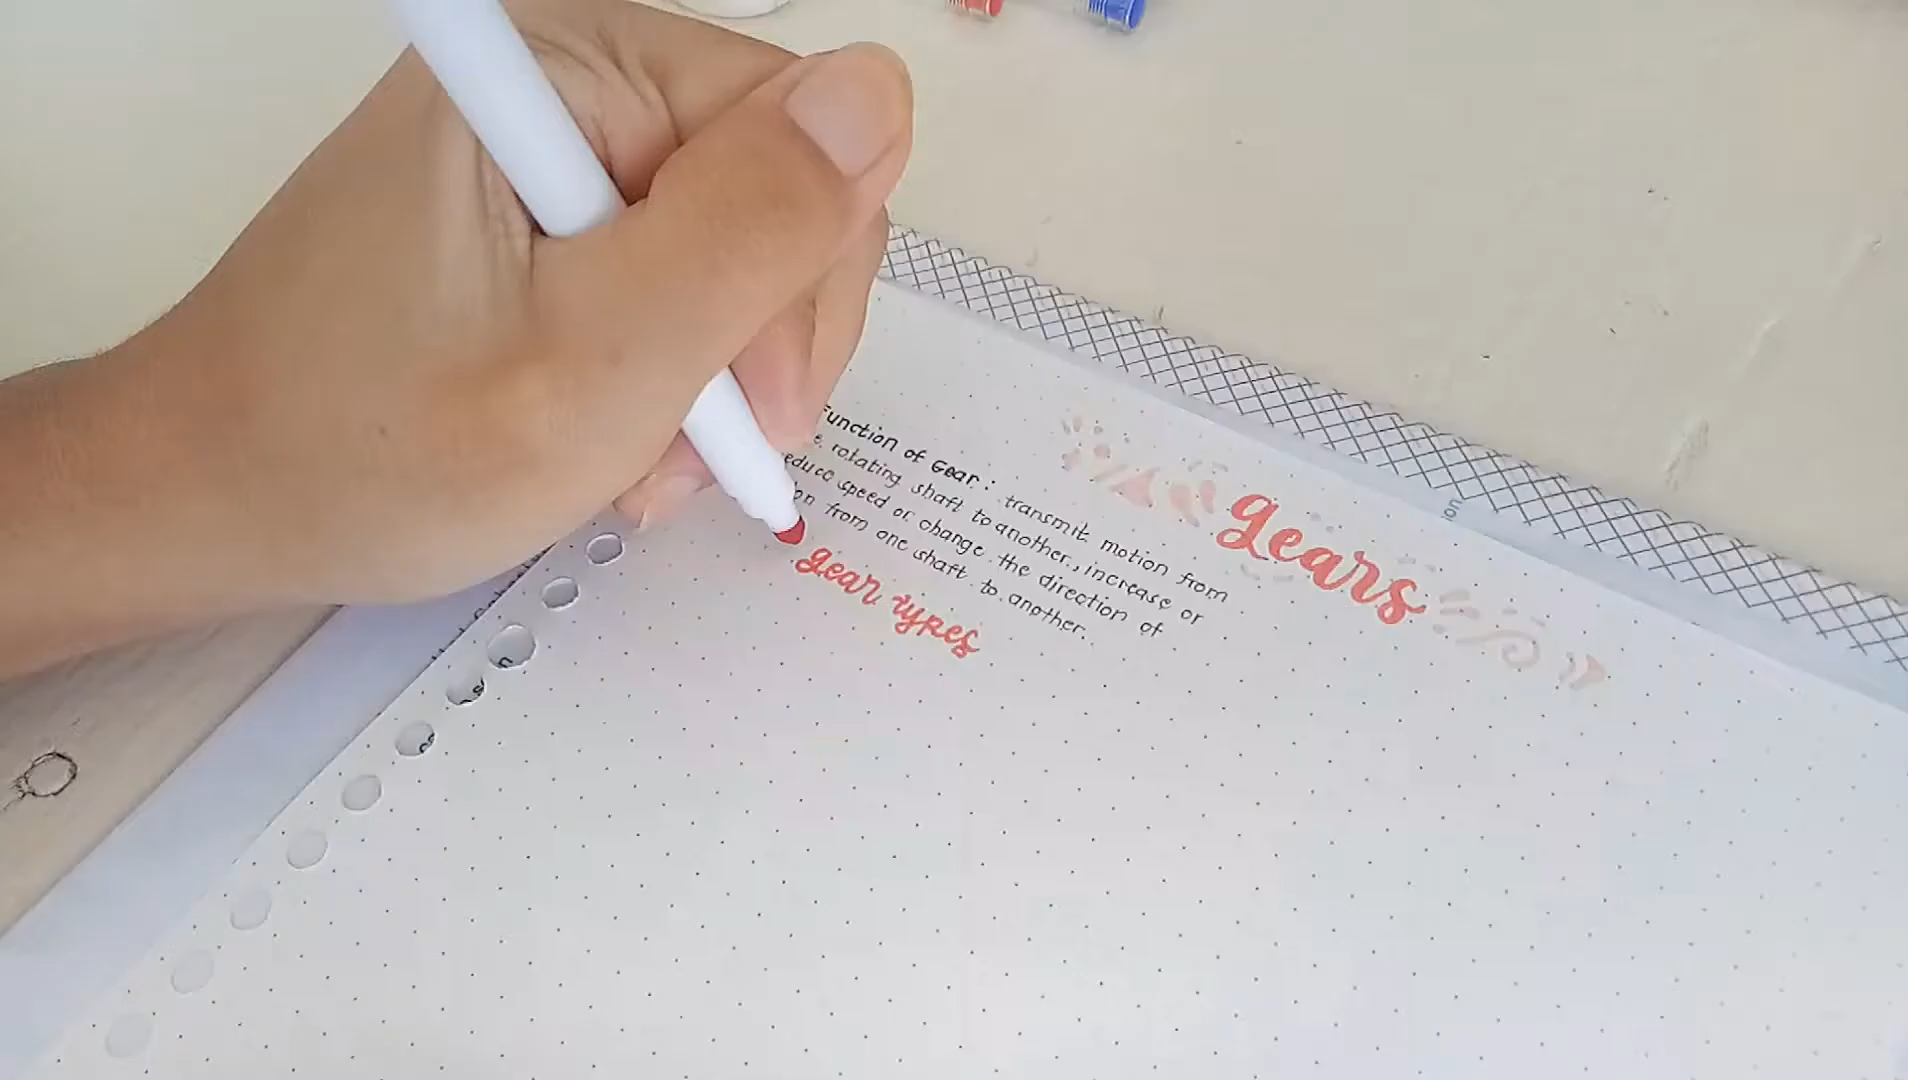 gears
Function of Gear: transmit motion from
rotating shaft to another, increase or
reduce speed or change the direction of
from one shaft to another.
gear types